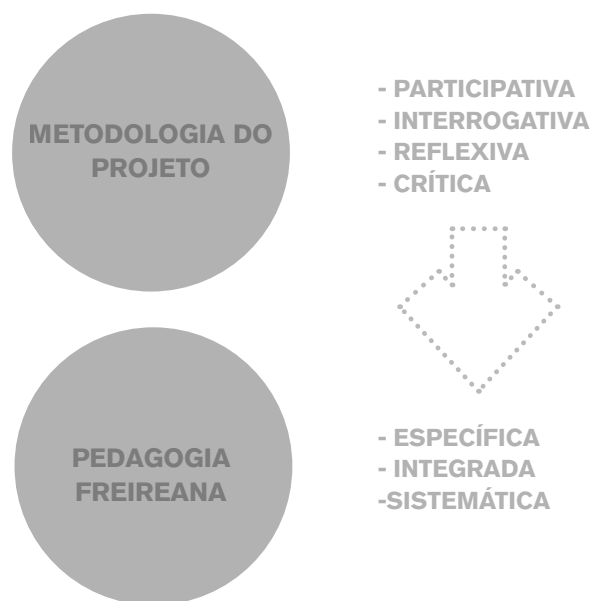 METODOLOGIA DO
PROJETO
- PARTICIPATIVA
- INTERROGATIVA
- REFLEXIVA
- CRÍTICA
PEDAGOGIA
FREIREANA
- ESPECÍFICA
- INTEGRADA
-SISTEMÁTICA